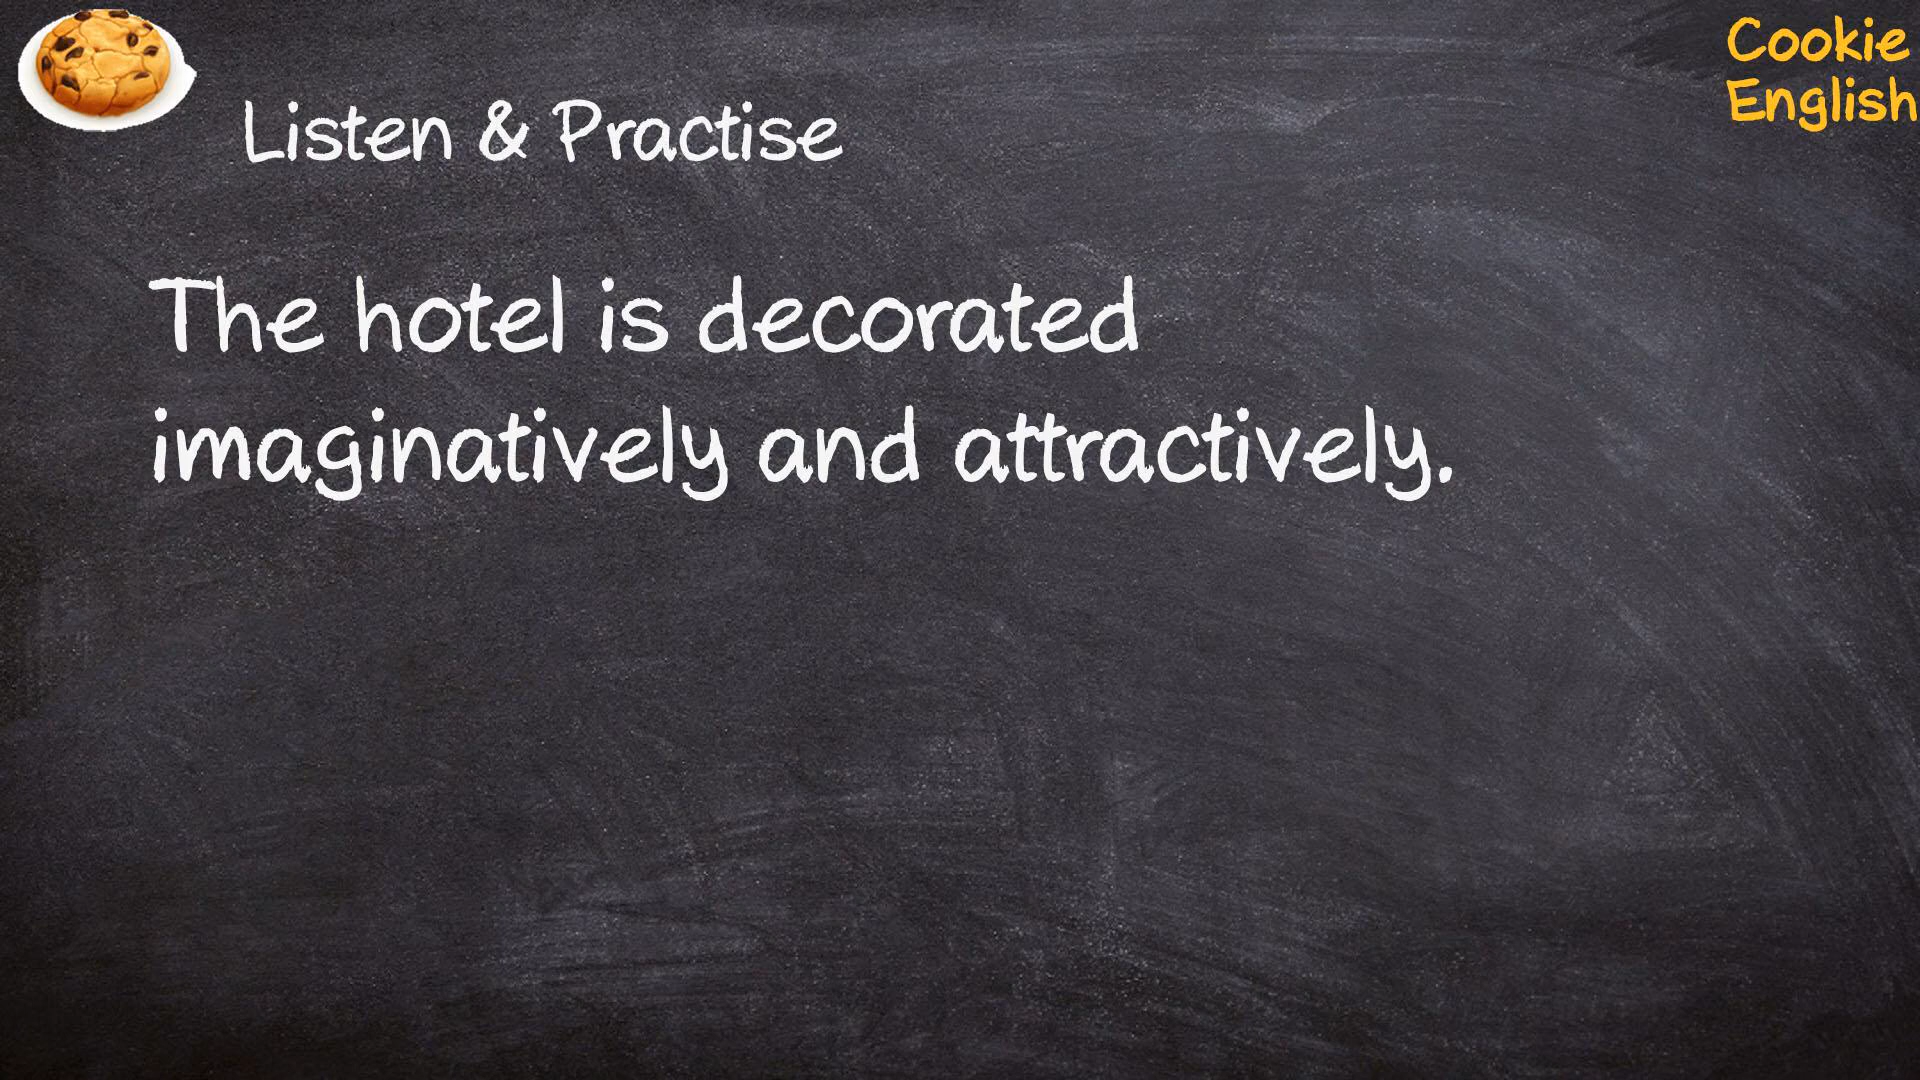 Cookie
English
Listen & Practise
The hotel is decorated
imaginatively and attractively.